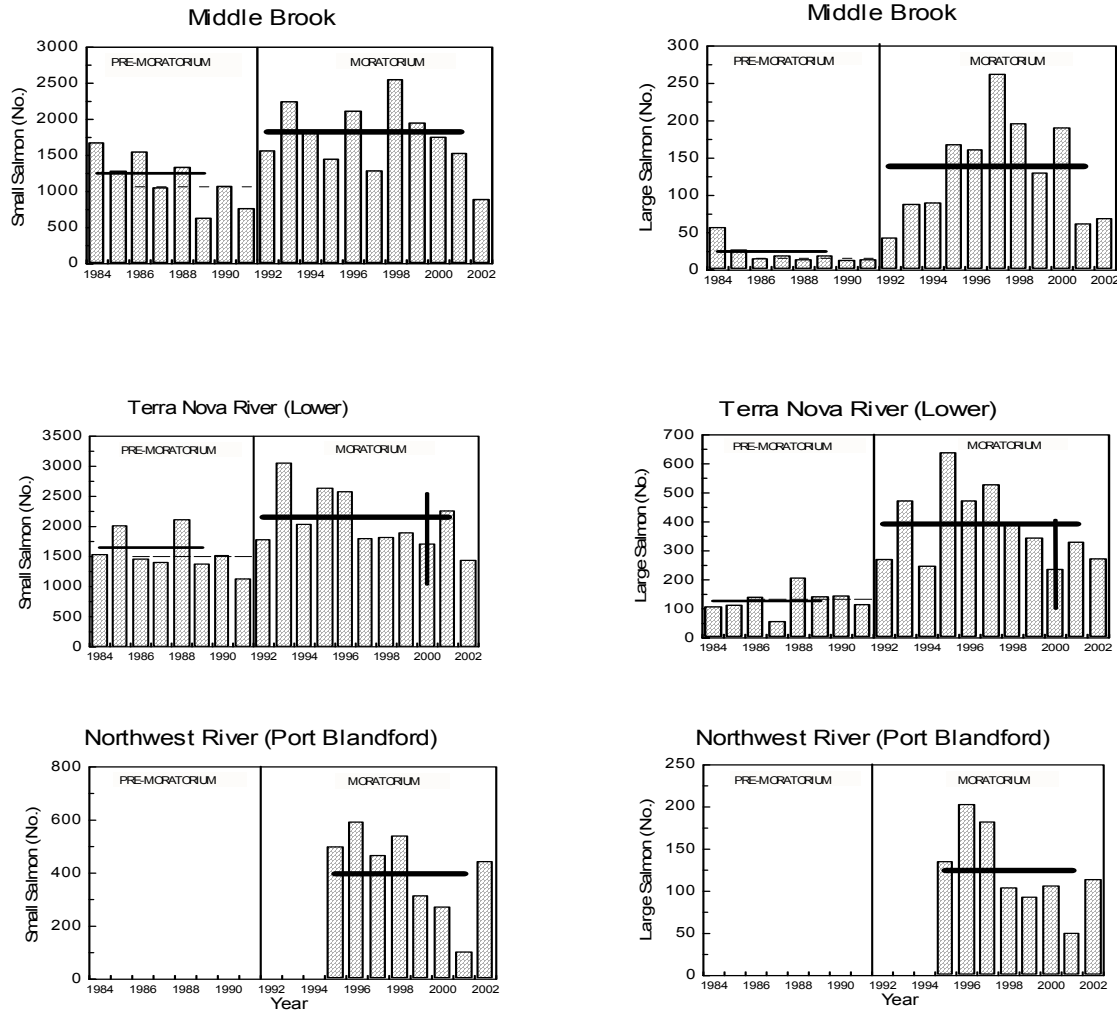 Middle Brook
3000
2500
2000
1500
1000
500
0
Small Salmon (No.)
PRE-MORATORIUM
MORATORIUM
1984 1986 1988 1990 1992 1994 1996 1998 2000 2002
Middle Brook
300
250
200
150
100
50
0
Large Salmon (No.)
PRE-MORATORIUM
MORATORIUM
1984 1986 1988 1990 1992 1994 1996 1998 2000 2002
Terra Nova River (Lower)
3500
3000
2500
2000
1500
1000
500
0
Small Salmon (No.)
PRE-MORATORIUM
MORATORIUM
1984 1986 1988 1990 1992 1994 1996 1998 2000 2002
Terra Nova River (Lower)
700
600
500
400
300
200
100
0
Large Salmon (No.)
PRE-MORATORIUM
MORATORIUM
1984 1986 1988 1990 1992 1994 1996 1998 2000 2002
Northwest River (Port Blandford)
800
600
400
200
0
Small Salmon (No.)
PRE-MORATORIUM
MORATORIUM
1984 1986 1988 1990 1992 1994 1996 1998 2000 2002
Year
Northwest River (Port Blandford)
250
200
150
100
50
0
Large Salmon (No.)
PRE-MORATORIUM
MORATORIUM
1984 1986 1988 1990 1992 1994 1996 1998 2000 2002
Year